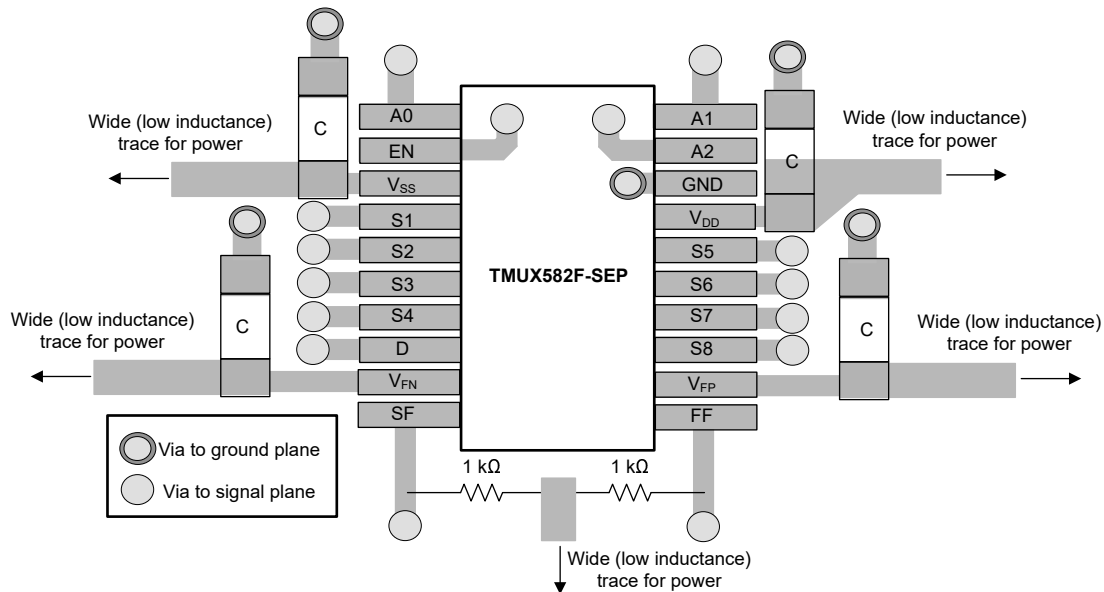 C
Wide (low inductance)
trace for power
A0
EN
VSS
S1
S2
S3
S4
D
VFN
SF
C
Wide (low inductance)
trace for power
TMUX582F-SEP
A1
A2
GND
VDD
S5
S6
S7
S8
VFP
FF
C
Wide (low inductance)
trace for power
C
Wide (low inductance)
trace for power
Via to ground plane
Via to signal plane
1 kΩ
1 kΩ
Wide (low inductance)
trace for power